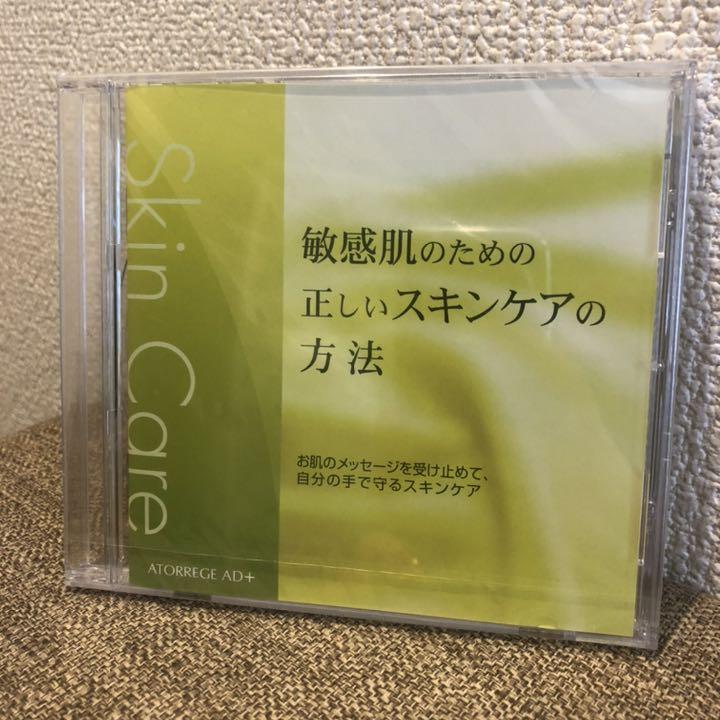 Skin Care
敏感肌のための
正しいスキンケアの
方法
お肌のメッセージを受け止めて、
自分の手で守るスキンケア
ATORREGE AD+